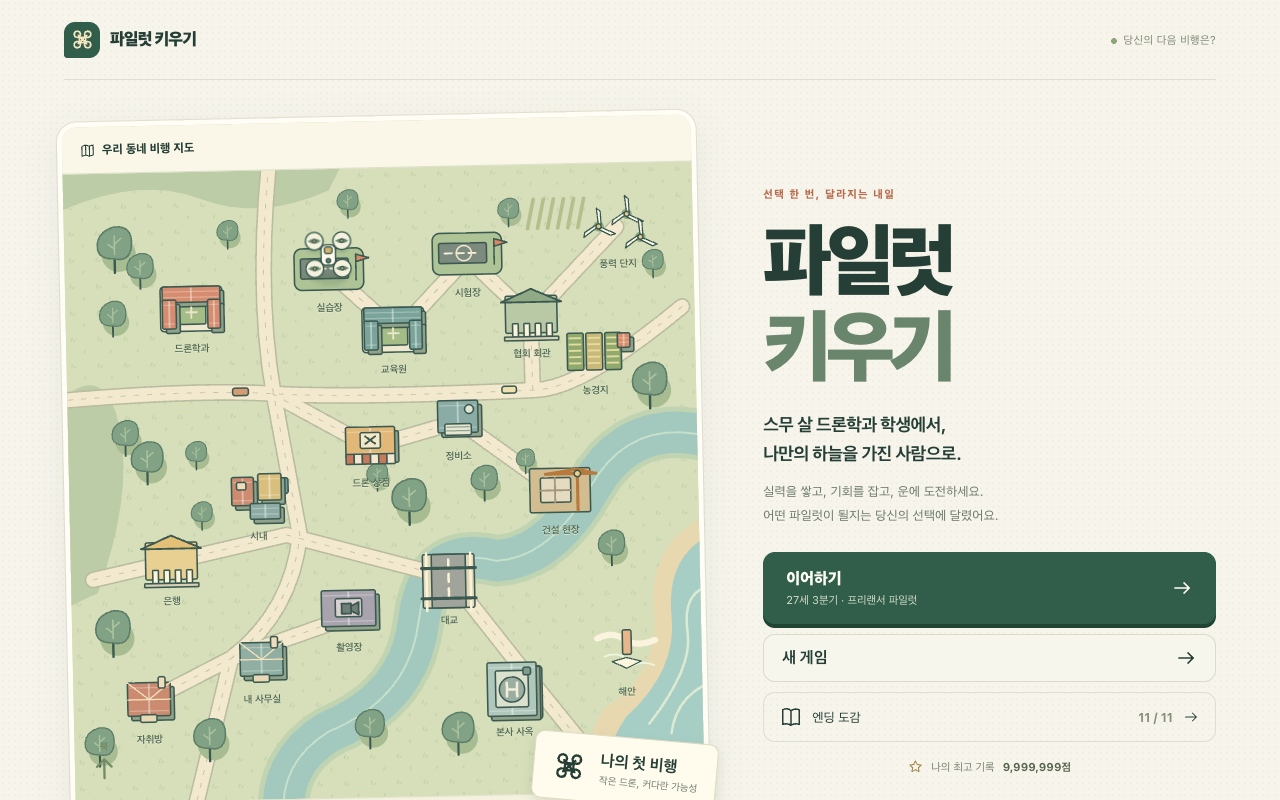 파일럿 키우기
당신의 다음 비행은?
우리 동네 비행 지도
풍력 단지
실습장
시험장
드론학과
교육원
협회 회관
농경지
정비소
드론 상점
시내
건설 현장
은행
대교
촬영장
내 사무실
해안
자취방
본사 사옥
H
나의 첫 비행
작은 드론, 커다란 가능성
선택 한 번, 달라지는 내일
파일럿
키우기
스무 살 드론학과 학생에서,
나만의 하늘을 가진 사람으로.
실력을 쌓고, 기회를 잡고, 운에 도전하세요.
어떤 파일럿이 될지는 당신의 선택에 달렸어요.
이어하기
27세 3분기 · 프리랜서 파일럿
새 게임
엔딩 도감
11 / 11
나의 최고 기록 9,999,999점